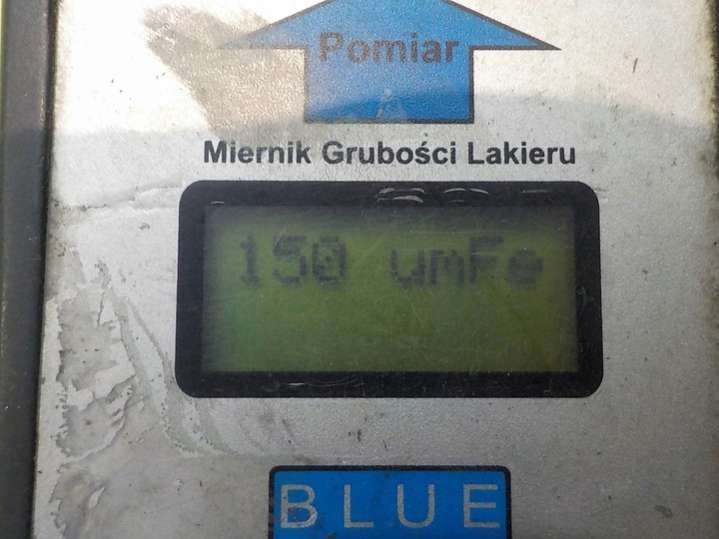 Pomiar
Miernik Grubości Lakieru
150 umFe
BLUE